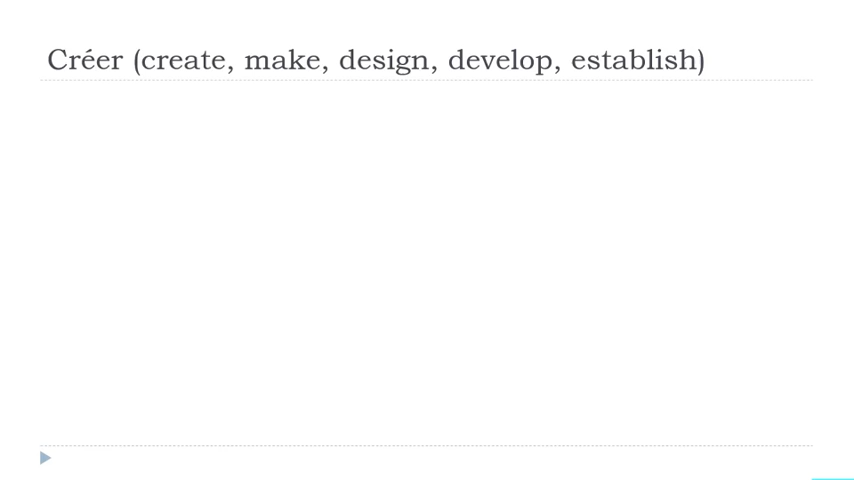 Créer (create, make, design, develop, establish)